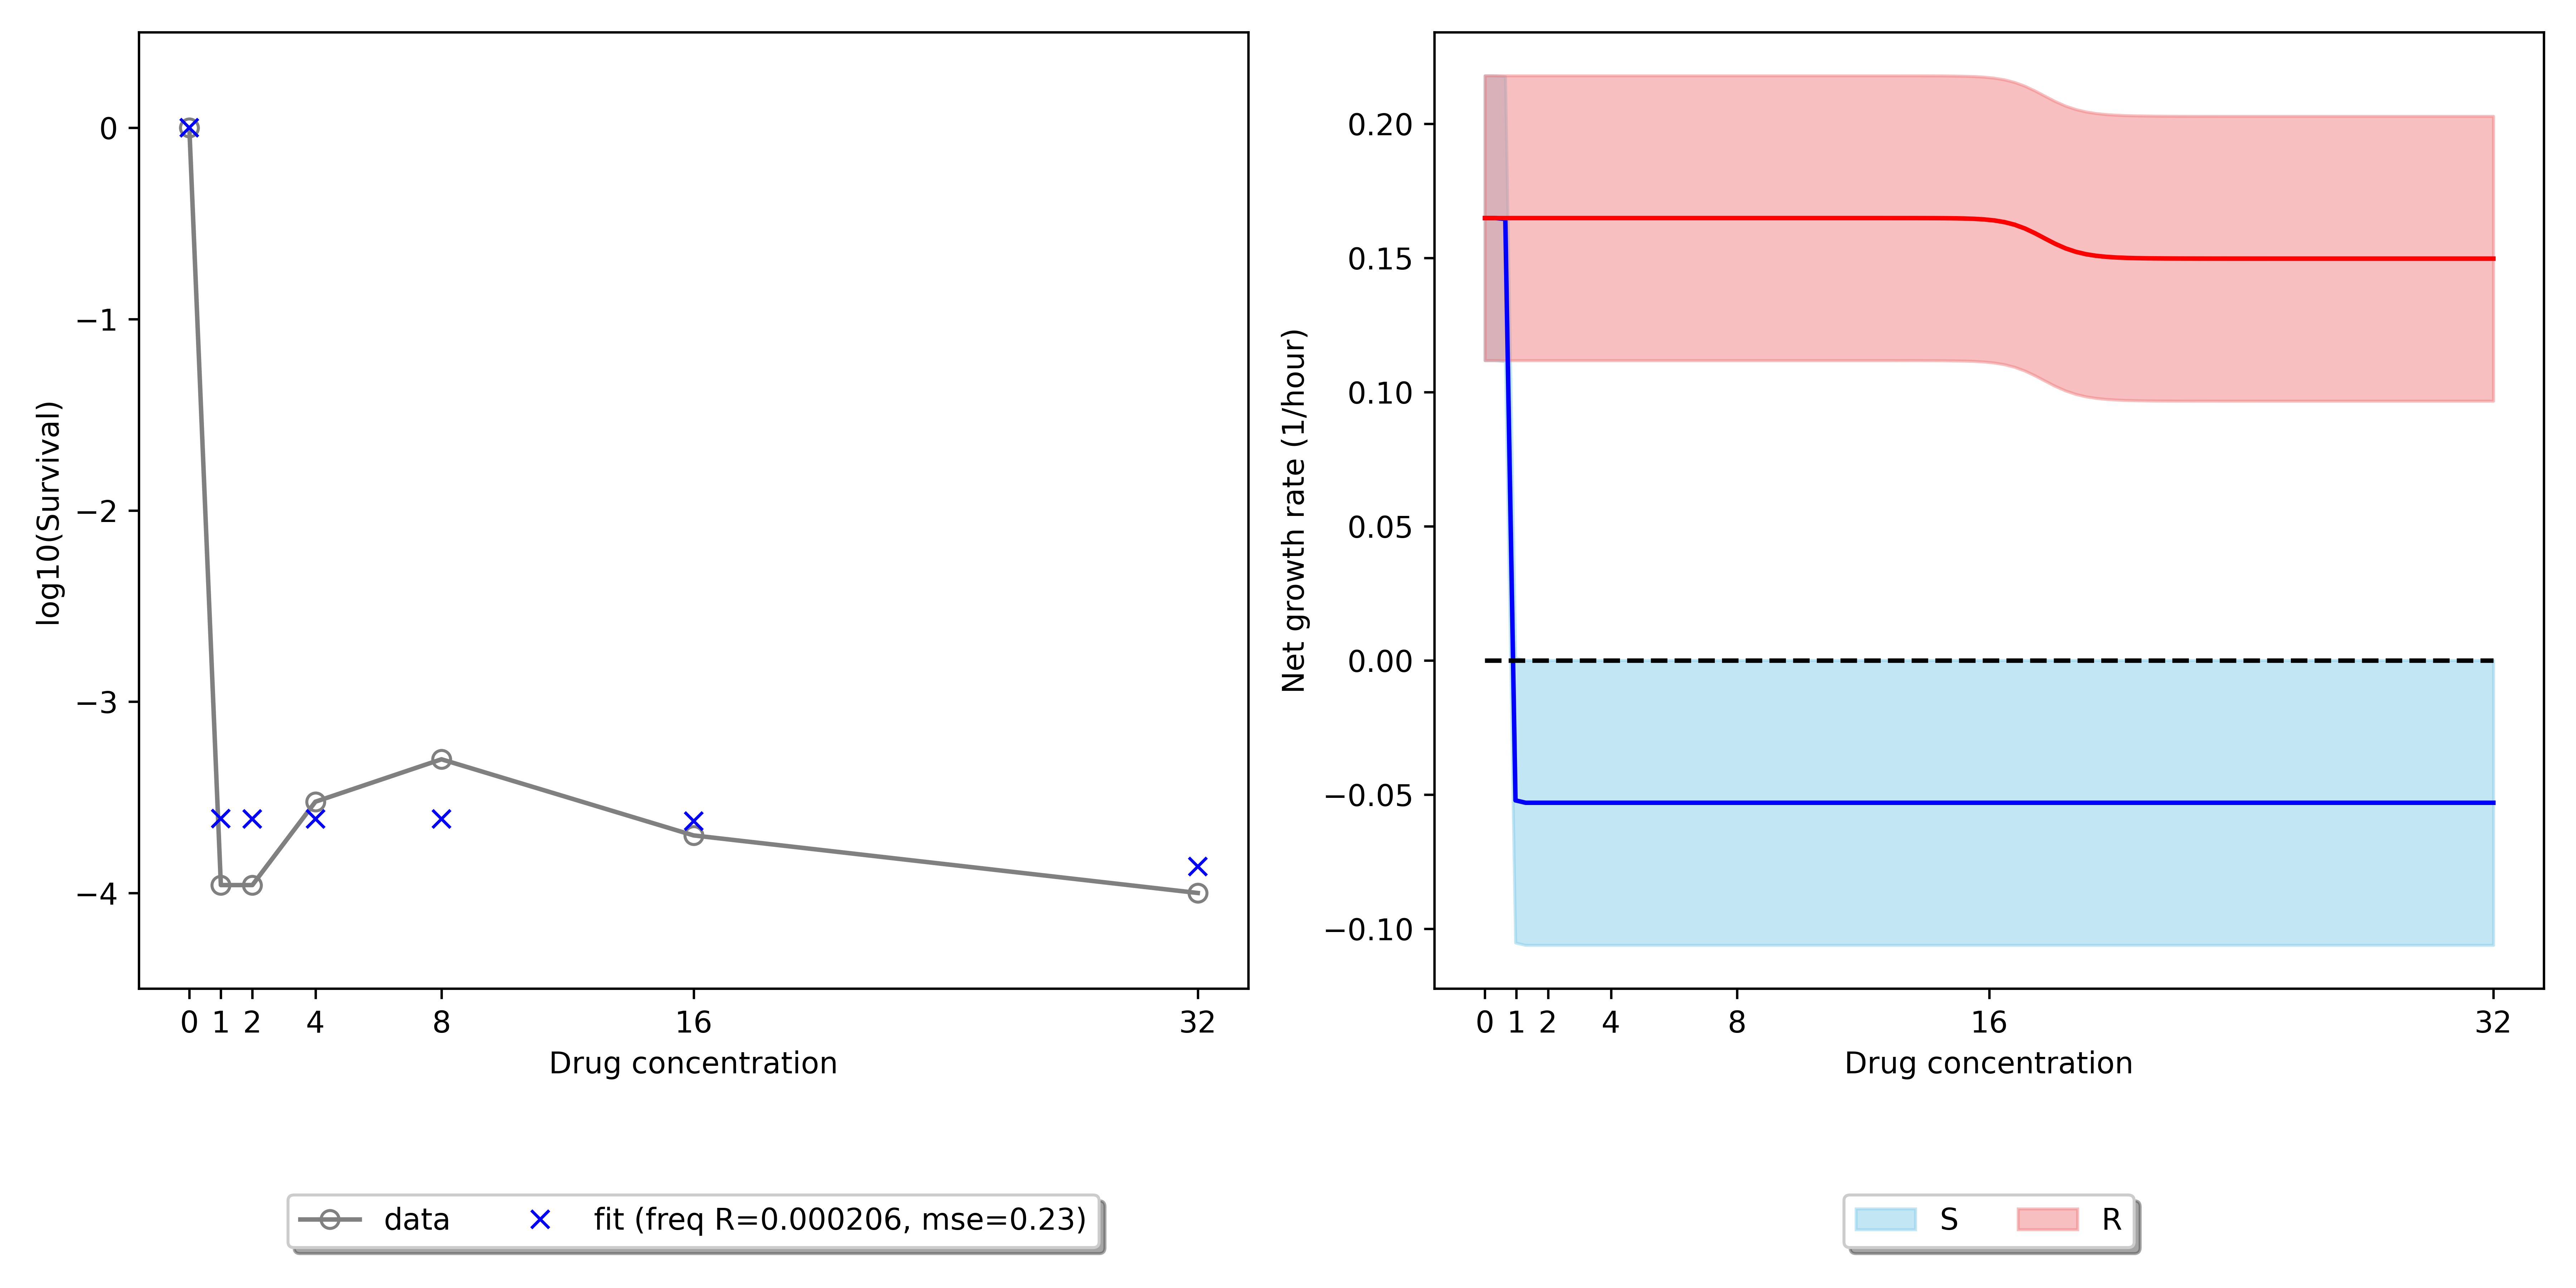 log10(Survival)
0
−1
−2
−3
−4
0 1 2 4 8 16 32
Drug concentration
data fit (freq R=0.000206, mse=0.23)
Net growth rate (1/hour)
0.20
0.15
0.10
0.05
0.00
−0.05
−0.10
0 1 2 4 8 16 32
Drug concentration
S R